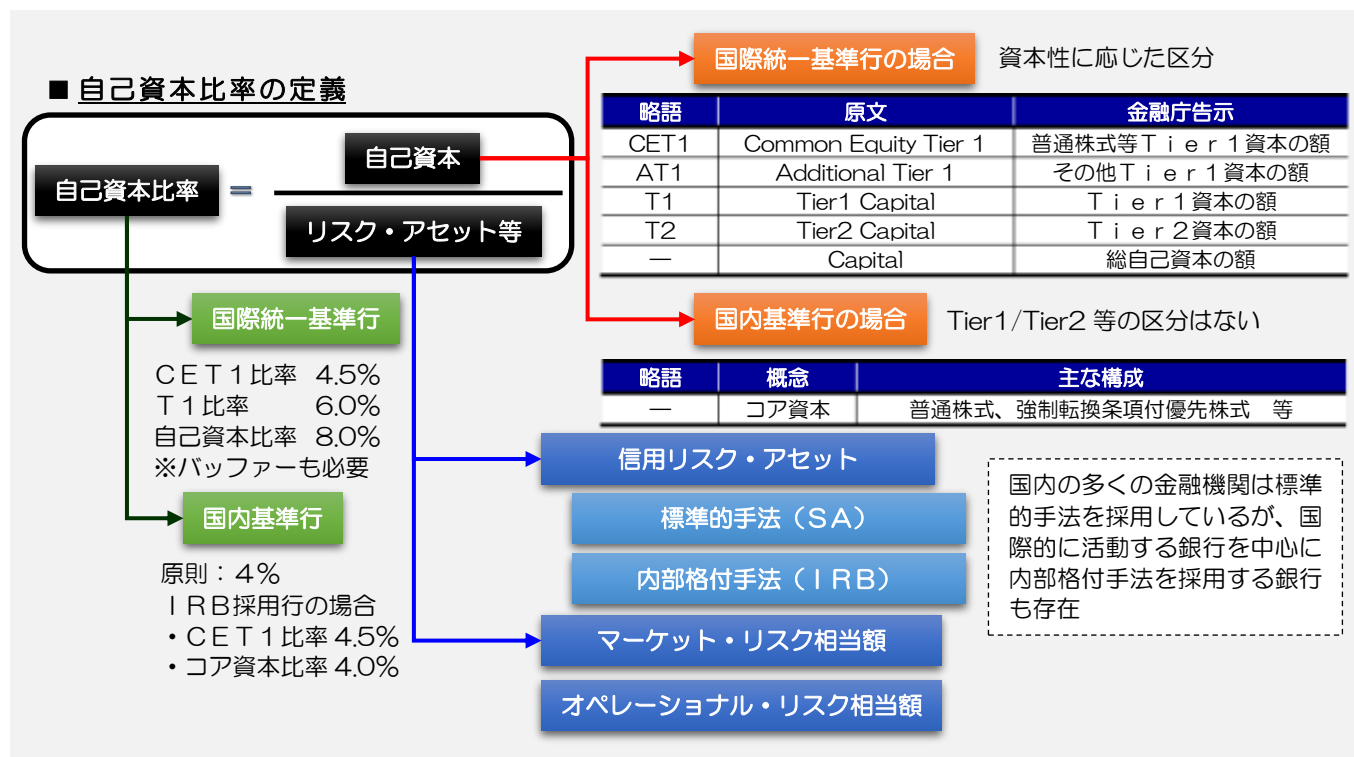 ■ 自己資本比率の定義
自己資本比率 ＝ 自己資本
リスク・アセット等
国際統一基準行の場合 資本性に応じた区分
略語 原文 金融庁告示
CET1 Common Equity Tier 1 普通株式等Ｔｉｅｒ１資本の額
AT1 Additional Tier 1 その他Ｔｉｅｒ１資本の額
T1 Tier1 Capital Ｔｉｅｒ１資本の額
T2 Tier2 Capital Ｔｉｅｒ２資本の額
― Capital 総自己資本の額
国内基準行の場合 Tier1/Tier2 等の区分はない
略語 概念 主な構成
― コア資本 普通株式、強制転換条項付優先株式　等
国際統一基準行
ＣＥＴ１比率 4.5%
Ｔ１比率 6.0%
自己資本比率 8.0%
※バッファーも必要
国内基準行
原則：４％
ＩＲＢ採用行の場合
・ＣＥＴ１比率 4.5%
・コア資本比率 4.0%
信用リスク・アセット
標準的手法（ＳＡ）
内部格付手法（ＩＲＢ）
マーケット・リスク相当額
オペレーショナル・リスク相当額
国内の多くの金融機関は標準
的手法を採用しているが、国
際的に活動する銀行を中心に
内部格付手法を採用する銀行
も存在